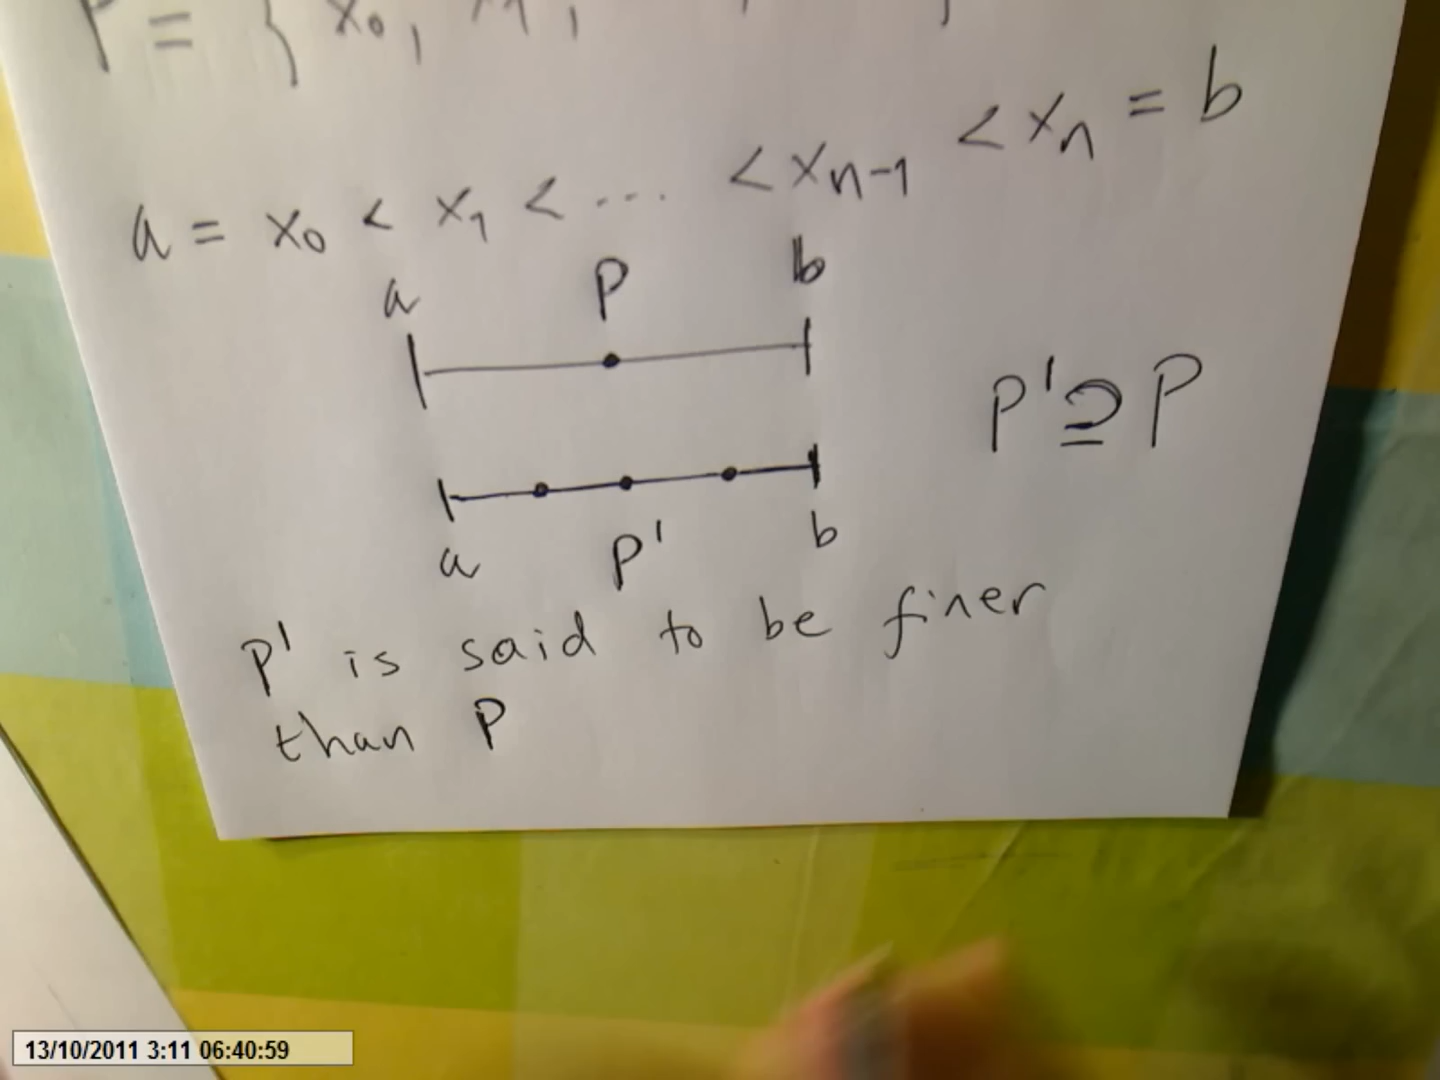 P = { x₀,
a = x₀ < x₁ < ... < xₙ₋₁ < xₙ = b
a P b
P' ⊇ P
a P' b
P' is said to be finer
than P
13/10/2011 3:11 06:40:59